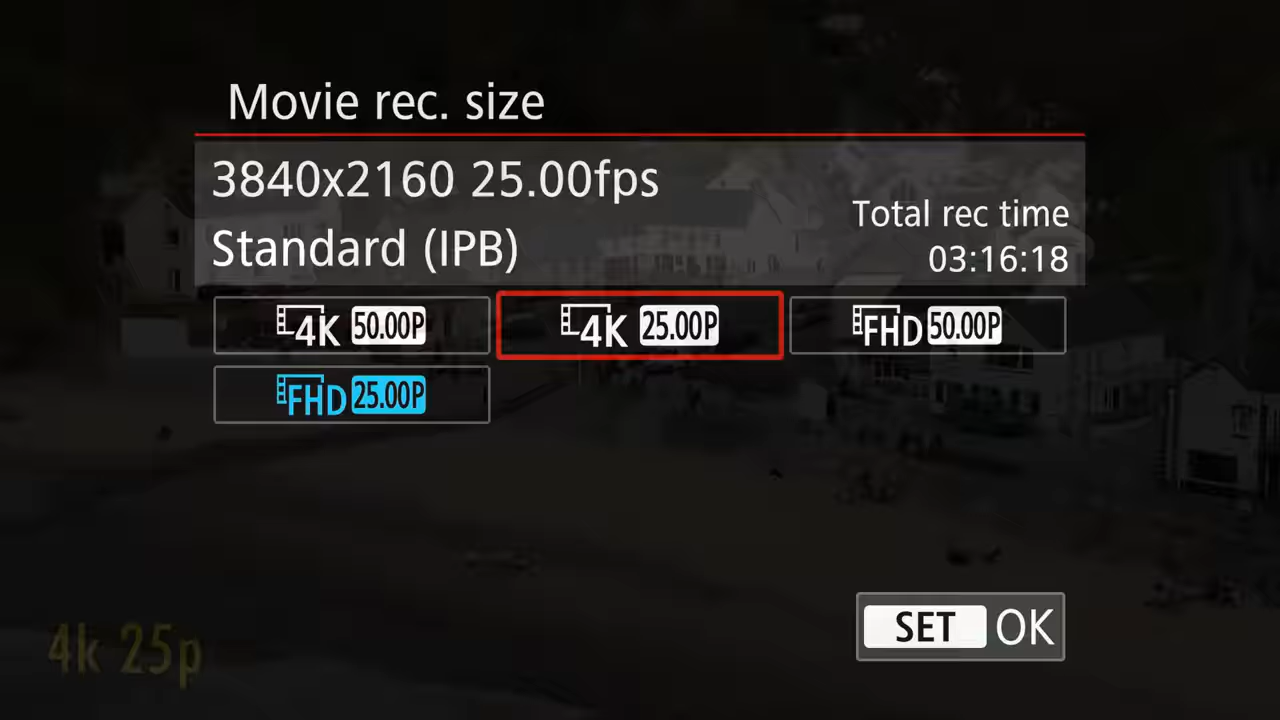 Movie rec. size
3840x2160 25.00fps
Standard (IPB)
Total rec time
03:16:18
4K 50.00P
4K 25.00P
FHD 50.00P
FHD 25.00P
SET OK
4k 25p